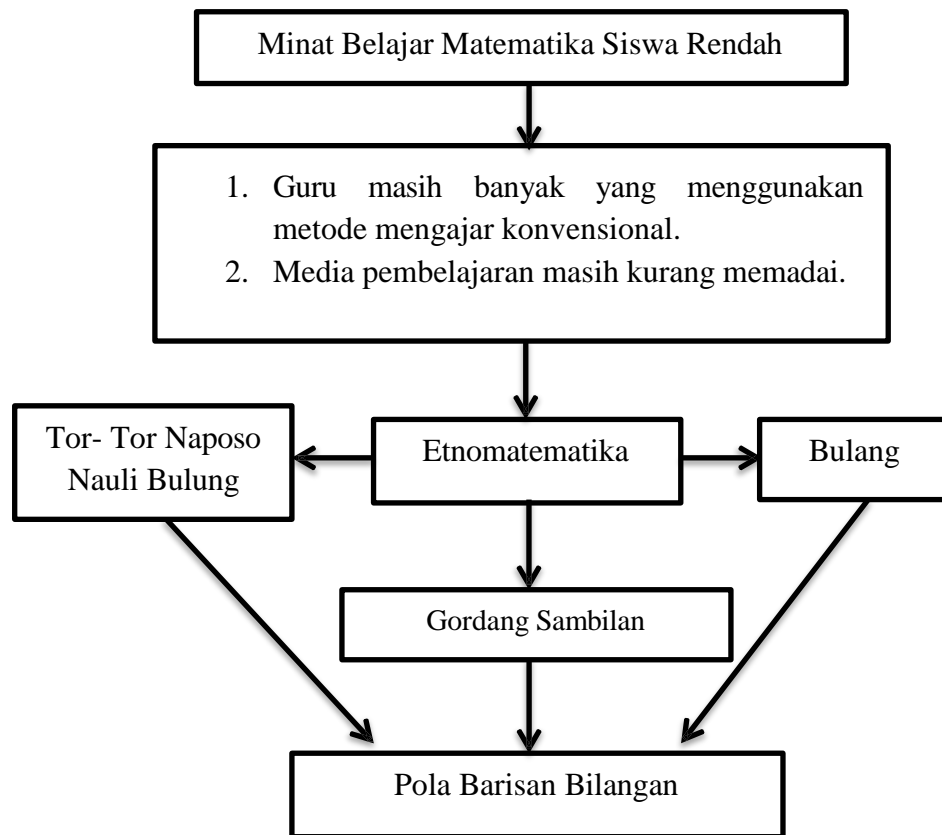 Minat Belajar Matematika Siswa Rendah
1. Guru masih banyak yang menggunakan
metode mengajar konvensional.
2. Media pembelajaran masih kurang memadai.
Tor- Tor Naposo
Nauli Bulung
Etnomatematika
Bulang
Gordang Sambilan
Pola Barisan Bilangan